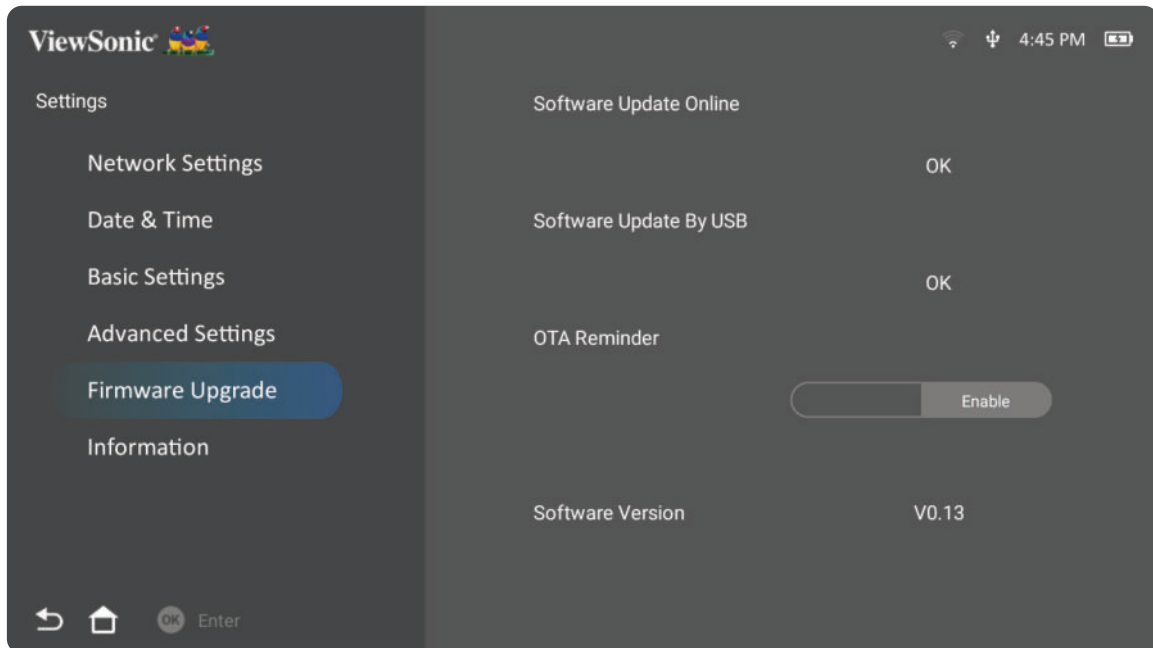 ViewSonic
4:45 PM
Settings
Network Settings
Date & Time
Basic Settings
Advanced Settings
Firmware Upgrade
Information
Software Update Online
OK
Software Update By USB
OK
OTA Reminder
Enable
Software Version V0.13
OK Enter